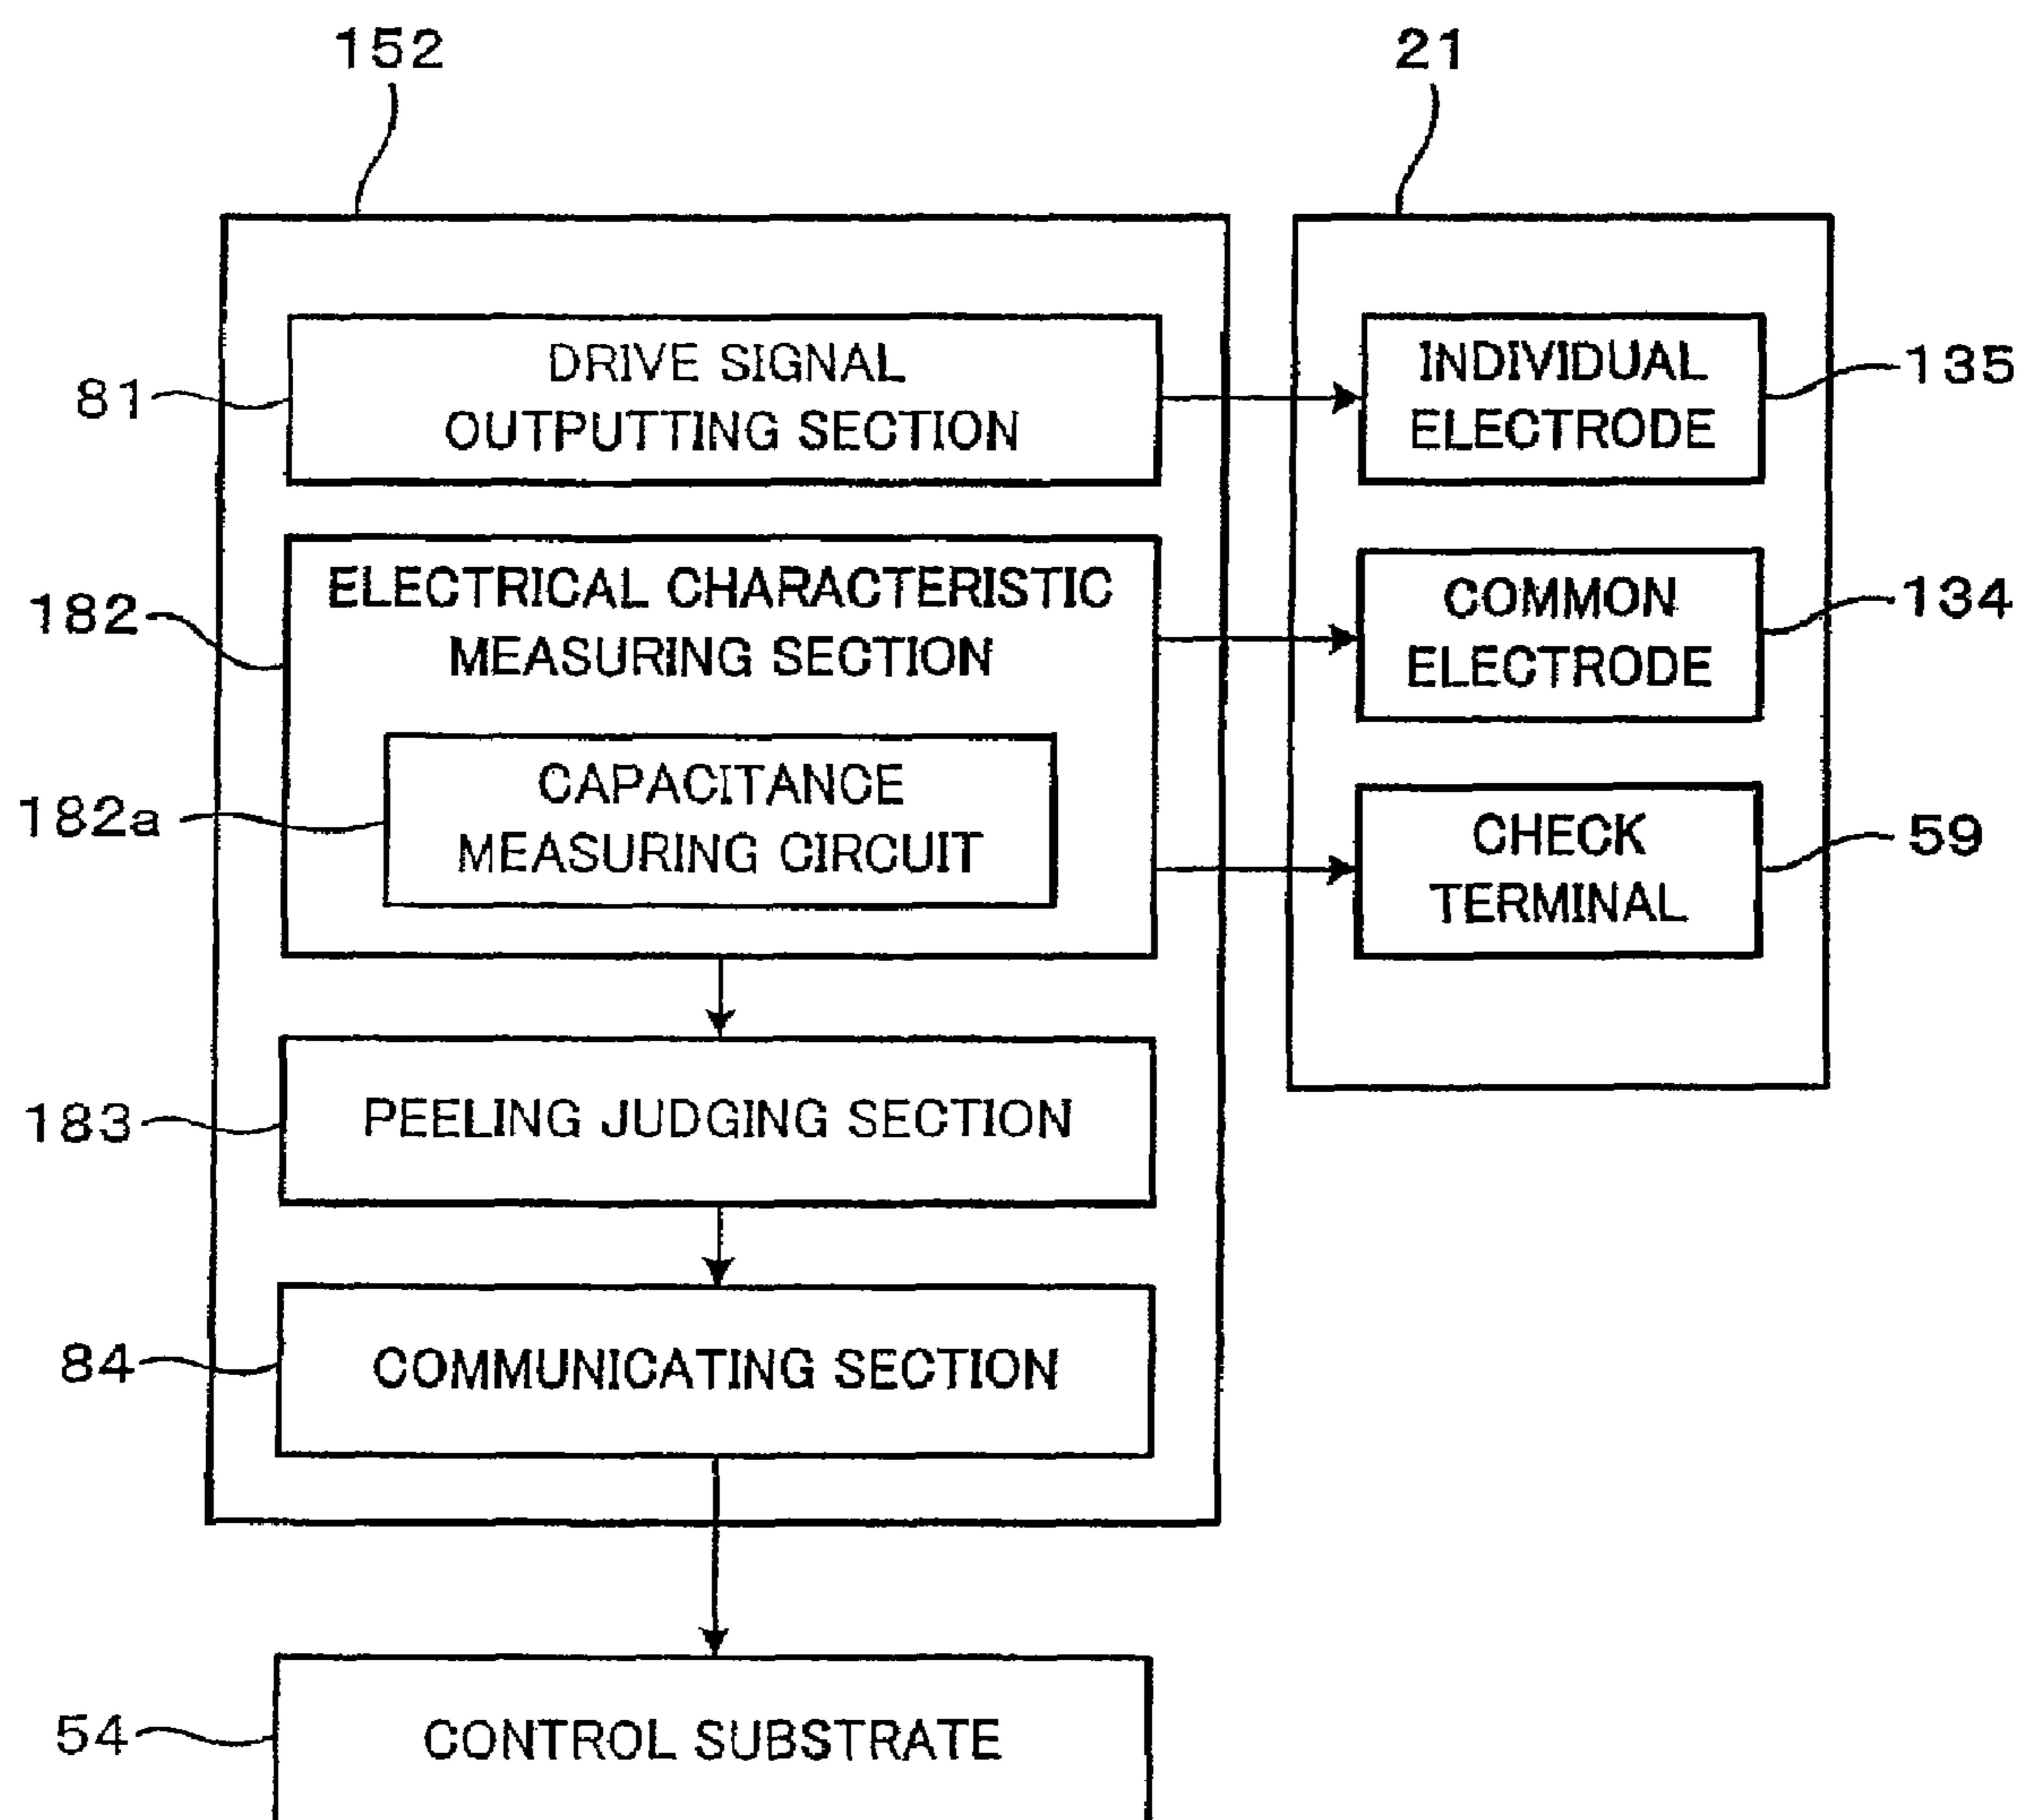 152
21
DRIVE SIGNAL
OUTPUTTING SECTION
81
INDIVIDUAL
ELECTRODE
135
ELECTRICAL CHARACTERISTIC
MEASURING SECTION
182
COMMON
ELECTRODE
134
CAPACITANCE
MEASURING CIRCUIT
182a
CHECK
TERMINAL
59
PEELING JUDGING SECTION
183
COMMUNICATING SECTION
84
CONTROL SUBSTRATE
54